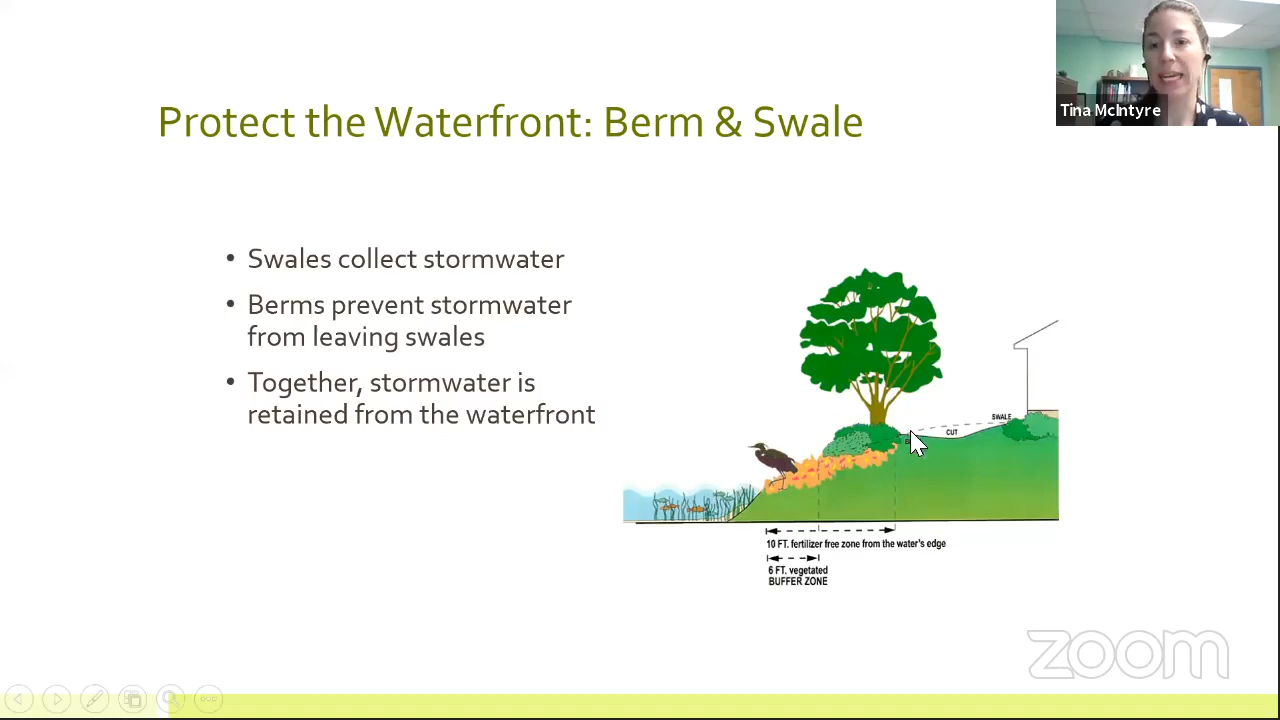 Tina McIntyre
Protect the Waterfront: Berm & Swale
• Swales collect stormwater
• Berms prevent stormwater
from leaving swales
• Together, stormwater is
retained from the waterfront
SWALE
CUT
10 FT. fertilizer free zone from the water's edge
6 FT. vegetated
BUFFER ZONE
zoom